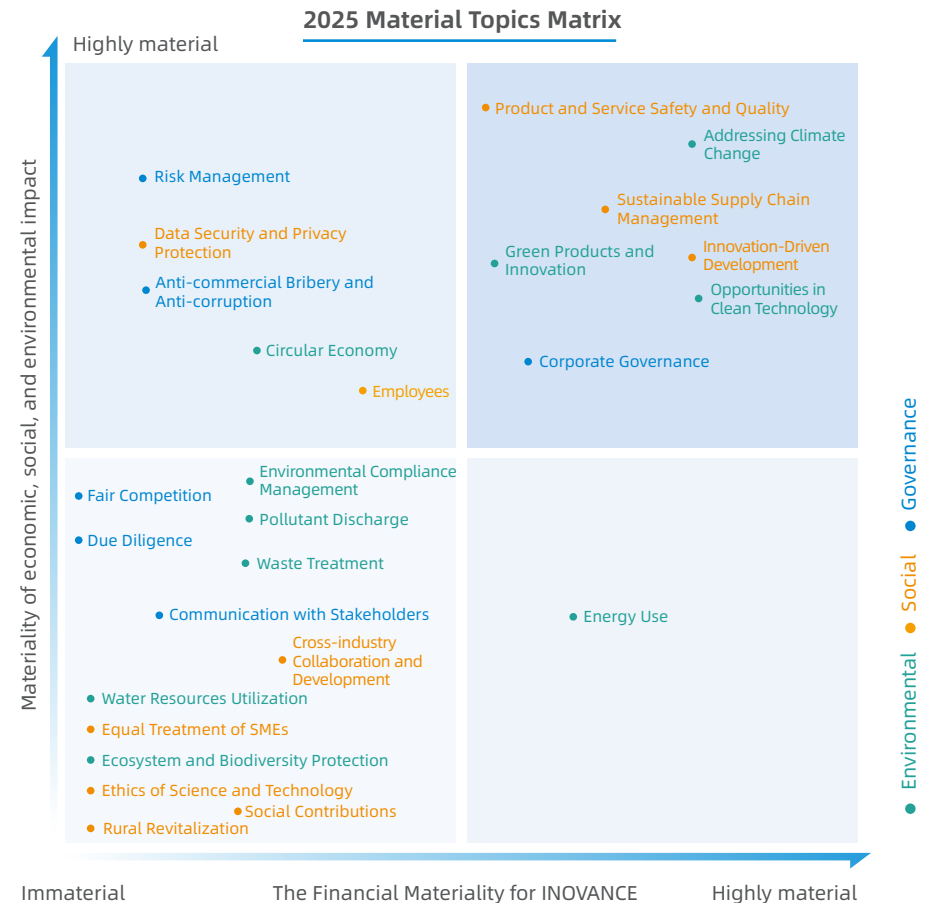 2025 Material Topics Matrix
Highly material
Materiality of economic, social, and environmental impact
Risk Management
Data Security and Privacy
Protection
Anti-commercial Bribery and
Anti-corruption
Circular Economy
Employees
Product and Service Safety and Quality
Addressing Climate
Change
Sustainable Supply Chain
Management
Green Products and
Innovation
Innovation-Driven
Development
Opportunities in
Clean Technology
Corporate Governance
Environmental Compliance
Management
Fair Competition
Pollutant Discharge
Due Diligence
Waste Treatment
Communication with Stakeholders
Cross-industry
Collaboration and
Development
Water Resources Utilization
Equal Treatment of SMEs
Ecosystem and Biodiversity Protection
Ethics of Science and Technology
Social Contributions
Rural Revitalization
Energy Use
Governance
Social
Environmental
Immaterial
The Financial Materiality for INOVANCE
Highly material